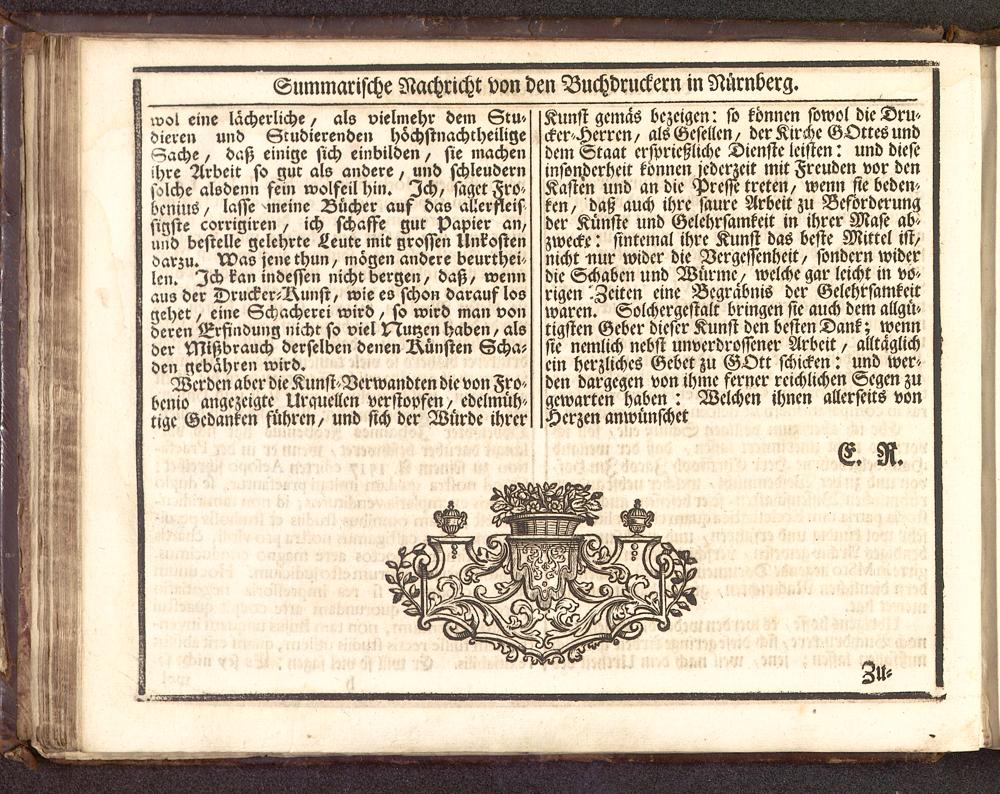 Summarische Nachricht von den Buchdruckern in Nürnberg.
wol eine lächerliche, als vielmehr dem Stu-
dieren und Studierenden höchstnachtheilige
Sache, daß einige sich einbilden, sie machen
ihre Arbeit so gut als andere, und schleudern
solche alsdenn fein wolfeil hin. Ich, saget Fro-
benius, lasse meine Bücher auf das allerfleis-
sigste corrigiren, ich schaffe gut Papier an,
und bestelle gelehrte Leute mit grossen Unkosten
darzu. Was jene thun, mögen andere beurthei-
len. Ich kan indessen nicht bergen, daß, wenn
aus der Drucker-Kunst, wie es schon darauf los
gehet, eine Schacherei wird, so wird man von
deren Erfindung nicht so viel Nutzen haben, als
der Mißbrauch derselben denen Künsten Scha-
den gebähren wird.
Werden aber die Kunst-Verwandten die von Fro-
benio angezeigte Urquellen verstopfen, edelmüh-
tige Gedanken führen, und sich der Würde ihrer
Kunst gemäs bezeigen: so können sowol die Dru-
cker-Herren, als Gesellen, der Kirche GOttes und
dem Staat ersprießliche Dienste leisten: und diese
insonderheit können jederzeit mit Freuden vor den
Kasten und an die Presse treten, wenn sie beden-
ken, daß auch ihre saure Arbeit zu Beförderung
der Künste und Gelehrsamkeit in ihrer Mase ab-
zwecke: sintemal ihre Kunst das beste Mittel ist,
nicht nur wider die Vergessenheit, sondern wider
die Schaben und Würme, welche gar leicht in vo-
rigen Zeiten eine Begräbnis der Gelehrsamkeit
waren. Solchergestalt bringen sie auch dem allgü-
tigsten Geber dieser Kunst den besten Dank; wenn
sie nemlich nebst unverdrossener Arbeit, alltäglich
ein herzliches Gebet zu GOtt schicken: und wer-
den dargegen von ihme ferner reichlichen Segen zu
gewarten haben: Welchen ihnen allerseits von
Herzen anwünschet
E. R.
Zu-